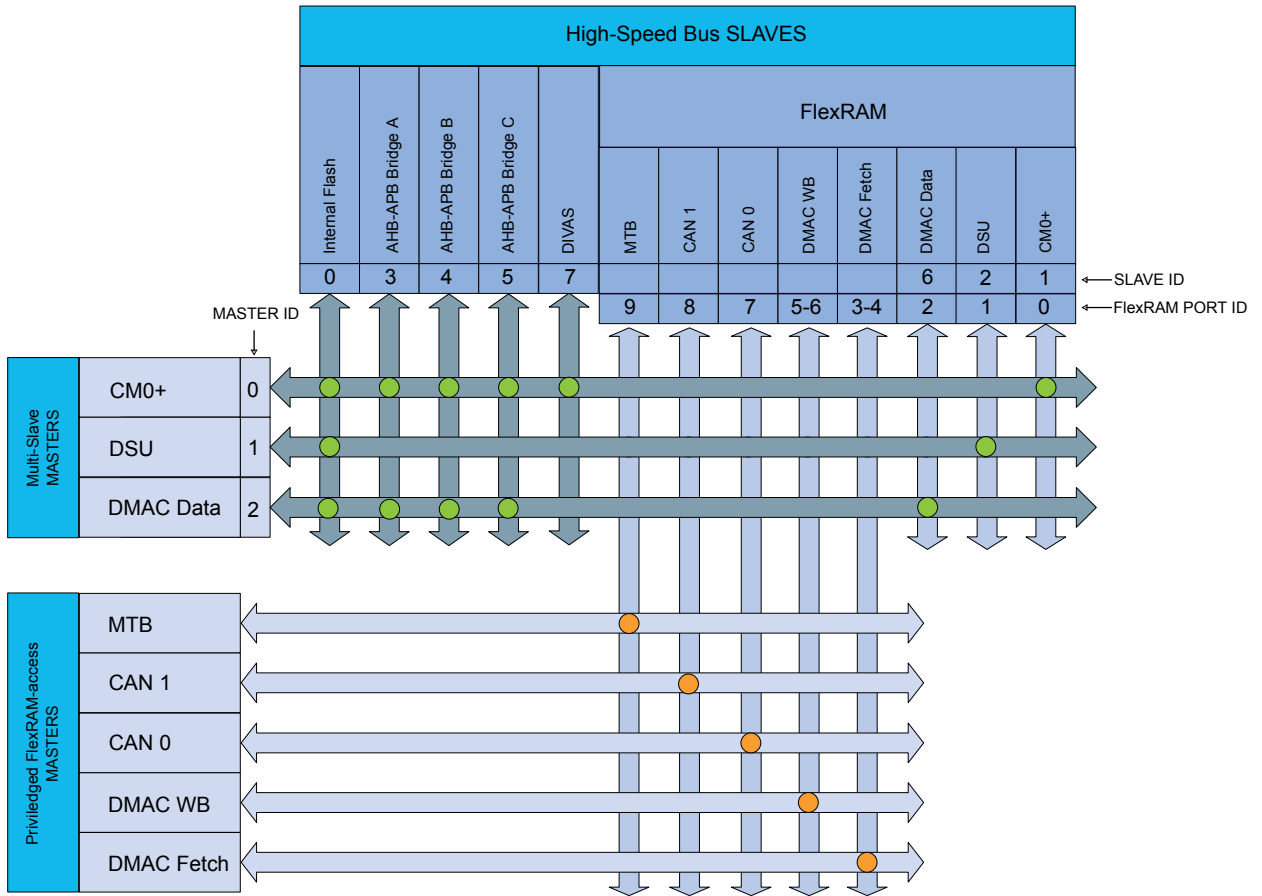 High-Speed Bus SLAVES
FlexRAM
Internal Flash
AHB-APB Bridge A
AHB-APB Bridge B
AHB-APB Bridge C
DIVAS
MTB
CAN 1
CAN 0
DMAC WB
DMAC Fetch
DMAC Data
DSU
CM0+
0 3 4 5 7 6 2 1 SLAVE ID
9 8 7 5-6 3-4 2 1 0 FlexRAM PORT ID
MASTER ID
Multi-Slave
MASTERS
CM0+ 0
DSU 1
DMAC Data 2
Priviledged FlexRAM-access
MASTERS
MTB
CAN 1
CAN 0
DMAC WB
DMAC Fetch